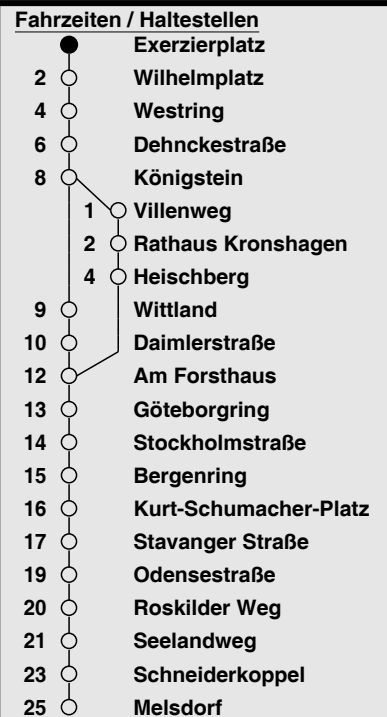 Fahrzeiten / Haltestellen
Exerzierplatz
2 Wilhelmplatz
4 Westring
6 Dehnckestraße
8 Königstein
1 Villenweg
2 Rathaus Kronshagen
4 Heischberg
9 Wittland
10 Daimlerstraße
12 Am Forsthaus
13 Göteborgring
14 Stockholmstraße
15 Bergenring
16 Kurt-Schumacher-Platz
17 Stavanger Straße
19 Odensestraße
20 Roskilder Weg
21 Seelandweg
23 Schneiderkoppel
25 Melsdorf